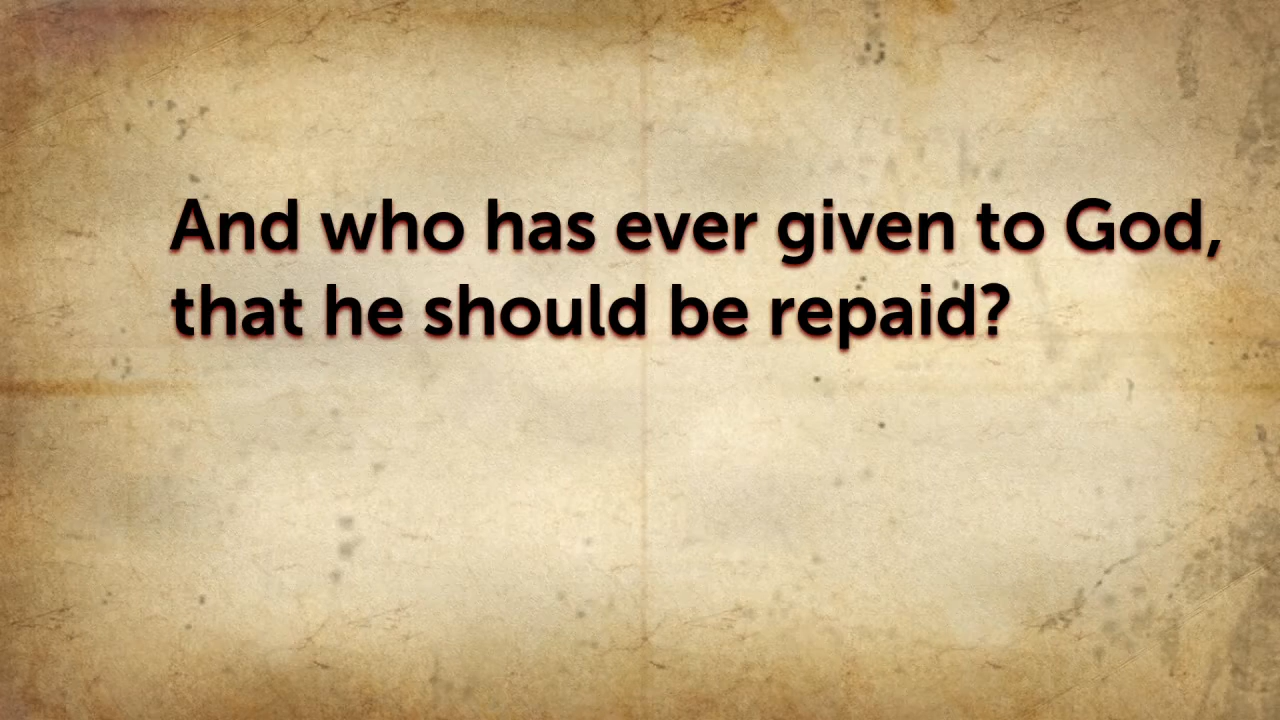 And who has ever given to God,
that he should be repaid?